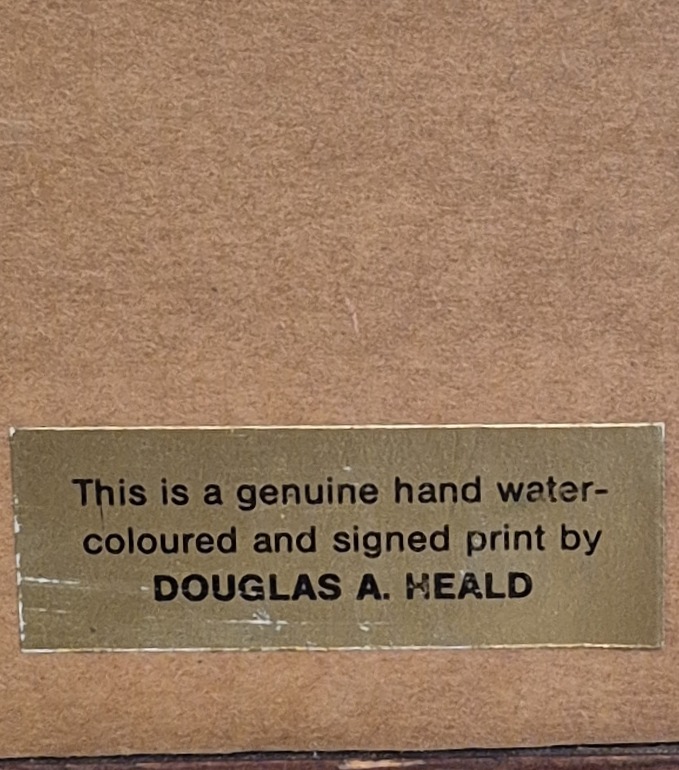 This is a genuine hand water-
coloured and signed print by
DOUGLAS A. HEALD